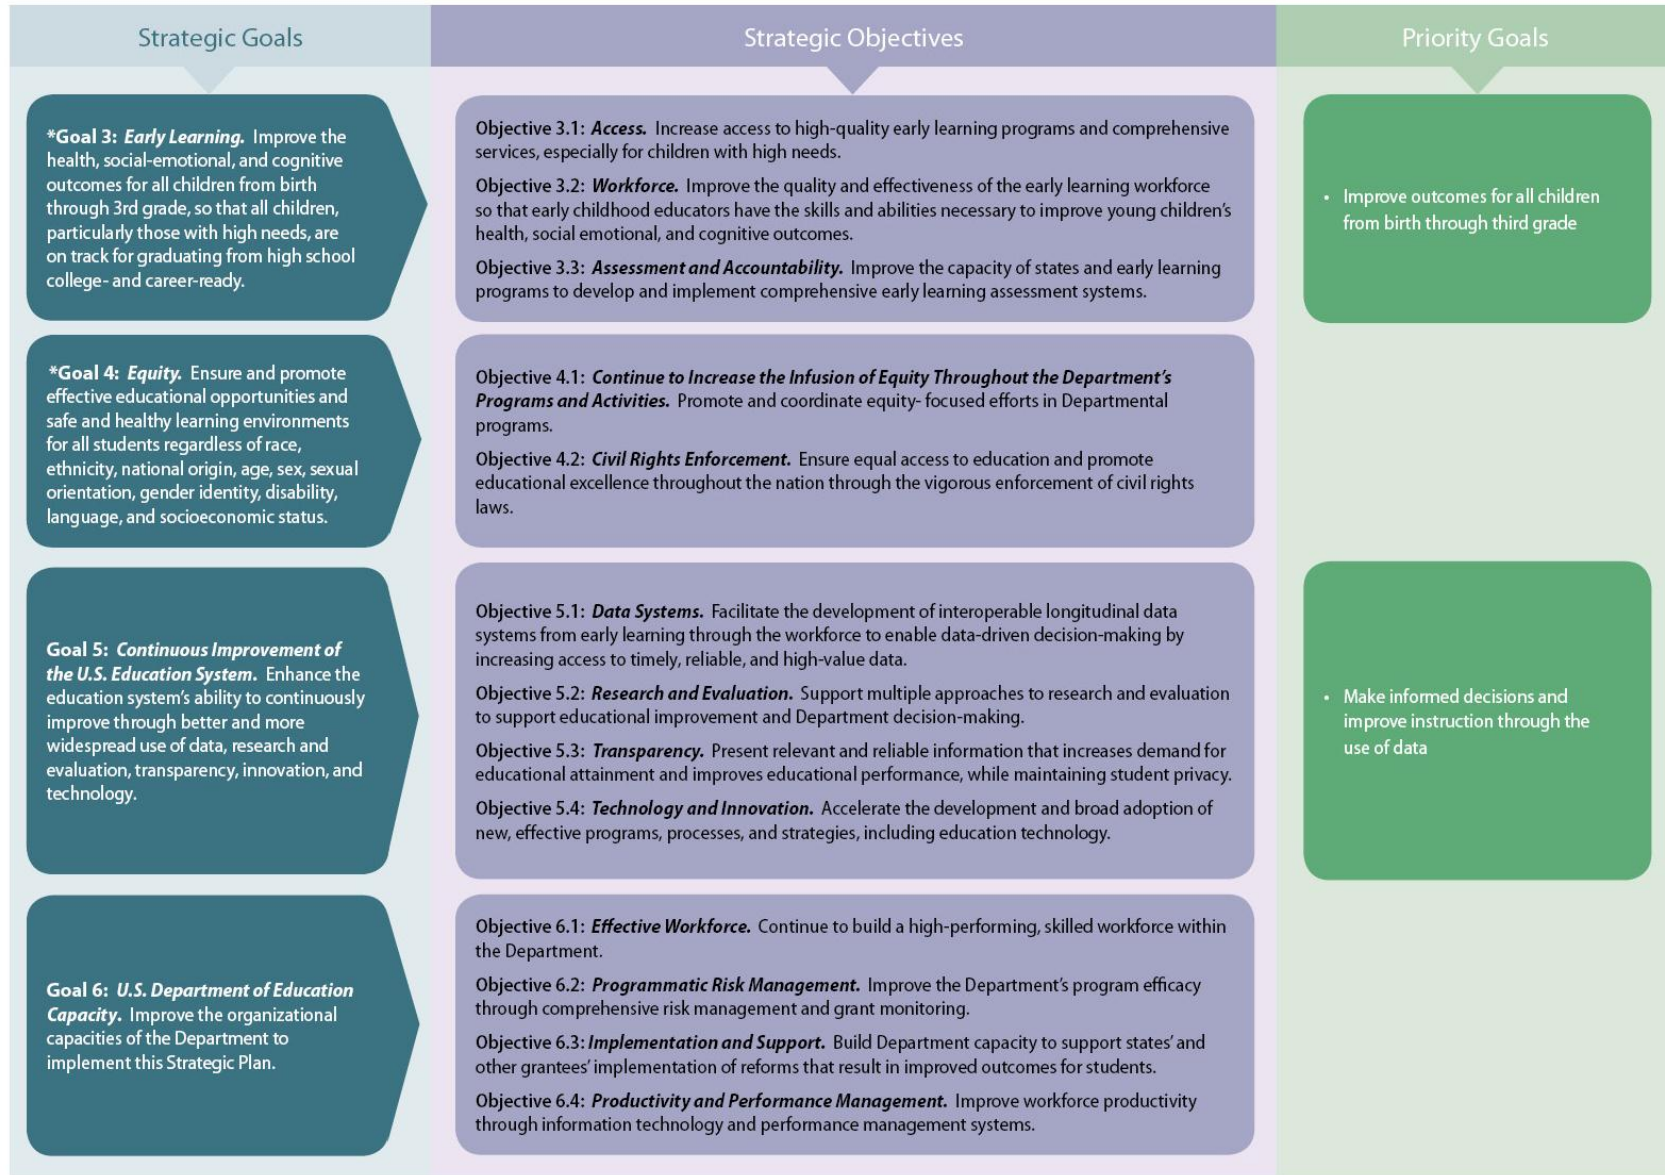 Strategic Goals
Strategic Objectives
Priority Goals
*Goal 3: Early Learning. Improve the
health, social-emotional, and cognitive
outcomes for all children from birth
through 3rd grade, so that all children,
particularly those with high needs, are
on track for graduating from high school
college- and career-ready.
Objective 3.1: Access. Increase access to high-quality early learning programs and comprehensive
services, especially for children with high needs.
Objective 3.2: Workforce. Improve the quality and effectiveness of the early learning workforce
so that early childhood educators have the skills and abilities necessary to improve young children's
health, social emotional, and cognitive outcomes.
Objective 3.3: Assessment and Accountability. Improve the capacity of states and early learning
programs to develop and implement comprehensive early learning assessment systems.
• Improve outcomes for all children
from birth through third grade
*Goal 4: Equity. Ensure and promote
effective educational opportunities and
safe and healthy learning environments
for all students regardless of race,
ethnicity, national origin, age, sex, sexual
orientation, gender identity, disability,
language, and socioeconomic status.
Objective 4.1: Continue to Increase the Infusion of Equity Throughout the Department's
Programs and Activities. Promote and coordinate equity- focused efforts in Departmental
programs.
Objective 4.2: Civil Rights Enforcement. Ensure equal access to education and promote
educational excellence throughout the nation through the vigorous enforcement of civil rights
laws.
Goal 5: Continuous Improvement of
the U.S. Education System. Enhance the
education system's ability to continuously
improve through better and more
widespread use of data, research and
evaluation, transparency, innovation, and
technology.
Objective 5.1: Data Systems. Facilitate the development of interoperable longitudinal data
systems from early learning through the workforce to enable data-driven decision-making by
increasing access to timely, reliable, and high-value data.
Objective 5.2: Research and Evaluation. Support multiple approaches to research and evaluation
to support educational improvement and Department decision-making.
Objective 5.3: Transparency. Present relevant and reliable information that increases demand for
educational attainment and improves educational performance, while maintaining student privacy.
Objective 5.4: Technology and Innovation. Accelerate the development and broad adoption of
new, effective programs, processes, and strategies, including education technology.
• Make informed decisions and
improve instruction through the
use of data
Goal 6: U.S. Department of Education
Capacity. Improve the organizational
capacities of the Department to
implement this Strategic Plan.
Objective 6.1: Effective Workforce. Continue to build a high-performing, skilled workforce within
the Department.
Objective 6.2: Programmatic Risk Management. Improve the Department's program efficacy
through comprehensive risk management and grant monitoring.
Objective 6.3: Implementation and Support. Build Department capacity to support states' and
other grantees' implementation of reforms that result in improved outcomes for students.
Objective 6.4: Productivity and Performance Management. Improve workforce productivity
through information technology and performance management systems.